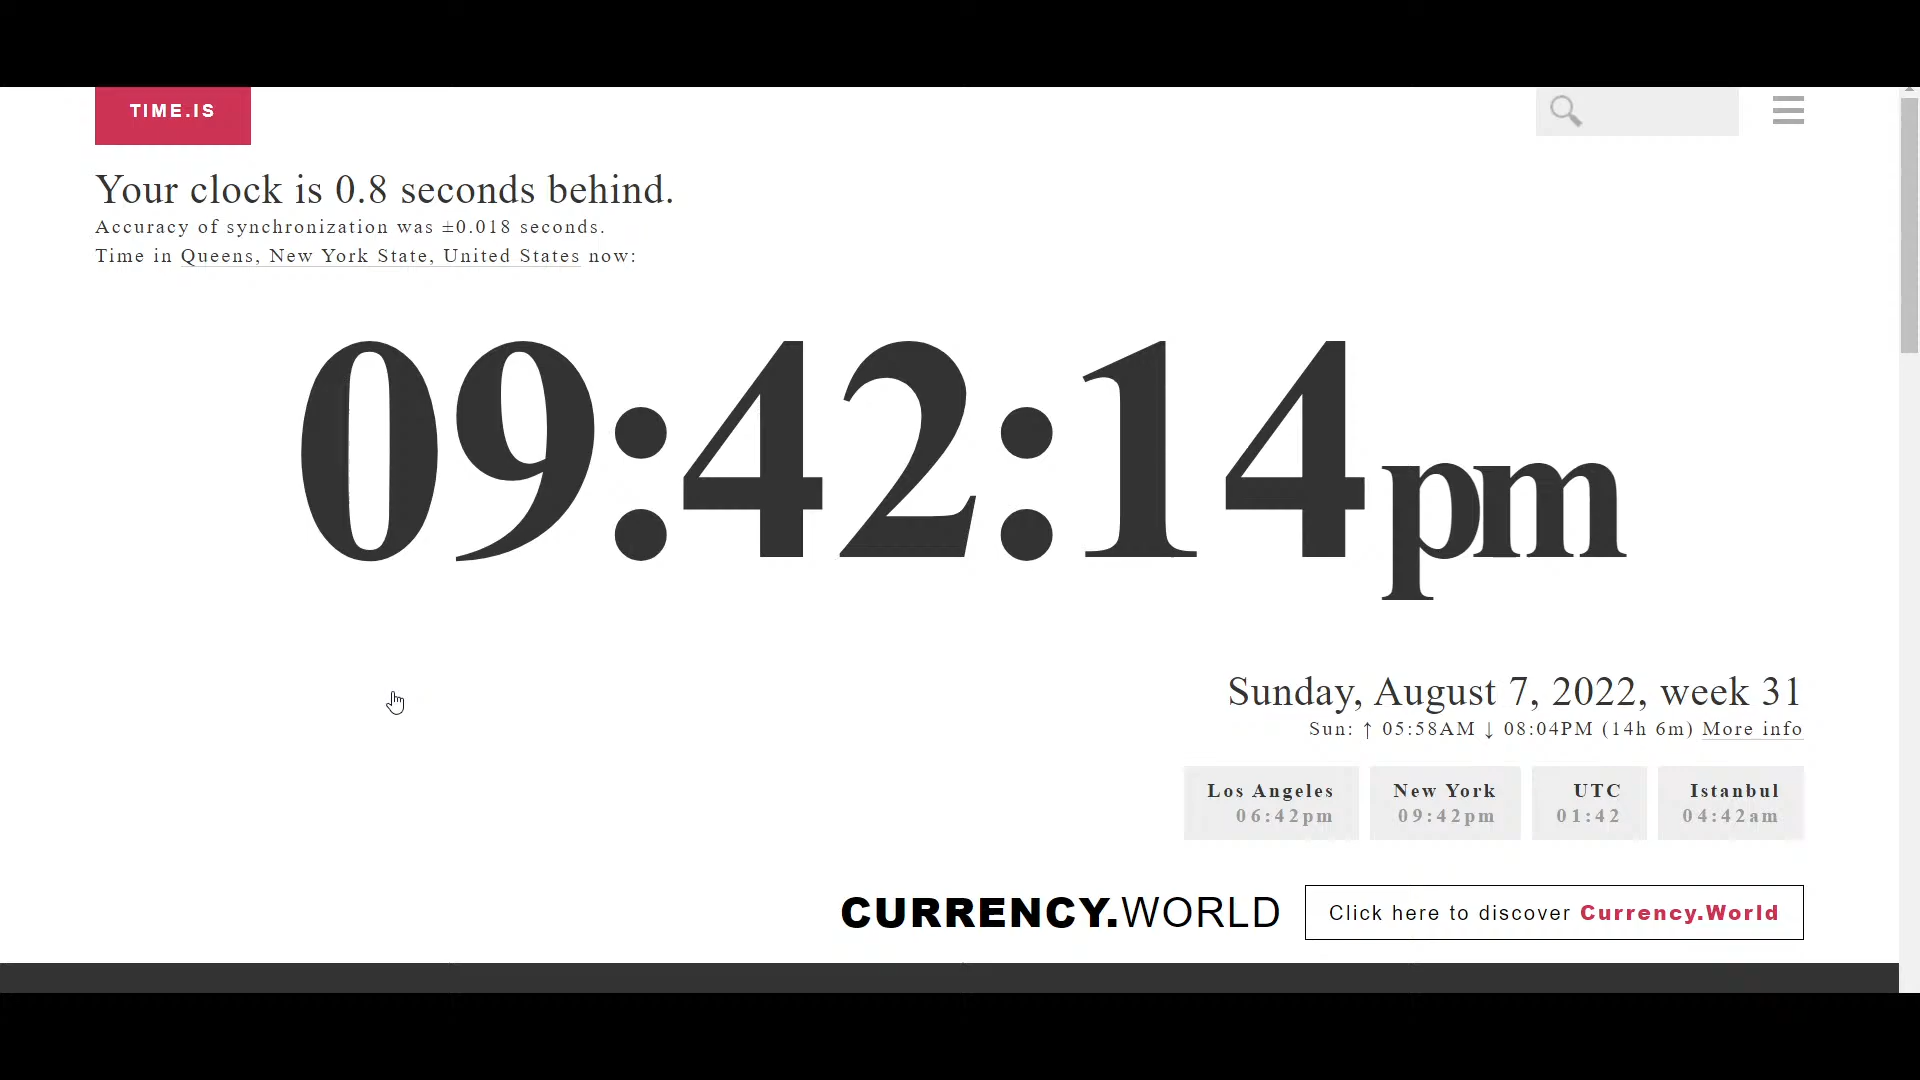 TIME.IS
Your clock is 0.8 seconds behind.
Accuracy of synchronization was ±0.018 seconds.
Time in Queens, New York State, United States now:
09:42:14pm
Sunday, August 7, 2022, week 31
Sun: ↑ 05:58AM ↓ 08:04PM (14h 6m) More info
Los Angeles
06:42pm
New York
09:42pm
UTC
01:42
Istanbul
04:42am
CURRENCY.WORLD
Click here to discover Currency.World